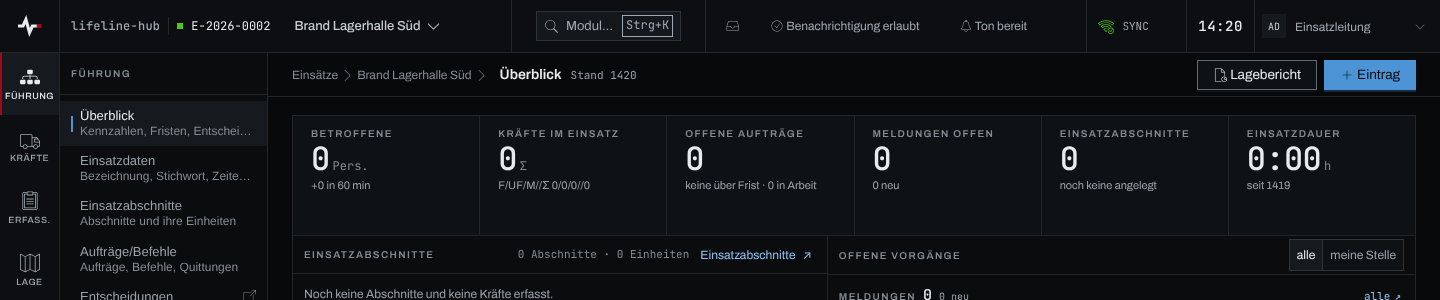 lifeline-hub E-2026-0002 Brand Lagerhalle Süd Modul... Strg+K Benachrichtigung erlaubt Ton bereit SYNC 14:20 AD Einsatzleitung
FÜHRUNG
KRÄFTE
ERFASS.
LAGE
FÜHRUNG
Überblick
Kennzahlen, Fristen, Entschei...
Einsatzdaten
Bezeichnung, Stichwort, Zeite...
Einsatzabschnitte
Abschnitte und ihre Einheiten
Aufträge/Befehle
Aufträge, Befehle, Quittungen
Entscheidungen
Einsätze Brand Lagerhalle Süd Überblick Stand 1420 Lagebericht + Eintrag
BETROFFENE
0 Pers.
+0 in 60 min
KRÄFTE IM EINSATZ
0 Σ
F/UF/M//Σ 0/0/0//0
OFFENE AUFTRÄGE
0
keine über Frist · 0 in Arbeit
MELDUNGEN OFFEN
0
0 neu
EINSATZABSCHNITTE
0
noch keine angelegt
EINSATZDAUER
0:00 h
seit 1419
EINSATZABSCHNITTE 0 Abschnitte · 0 Einheiten Einsatzabschnitte ↗
Noch keine Abschnitte und keine Kräfte erfasst.
OFFENE VORGÄNGE alle meine Stelle
MELDUNGEN 0 0 neu alle ↗